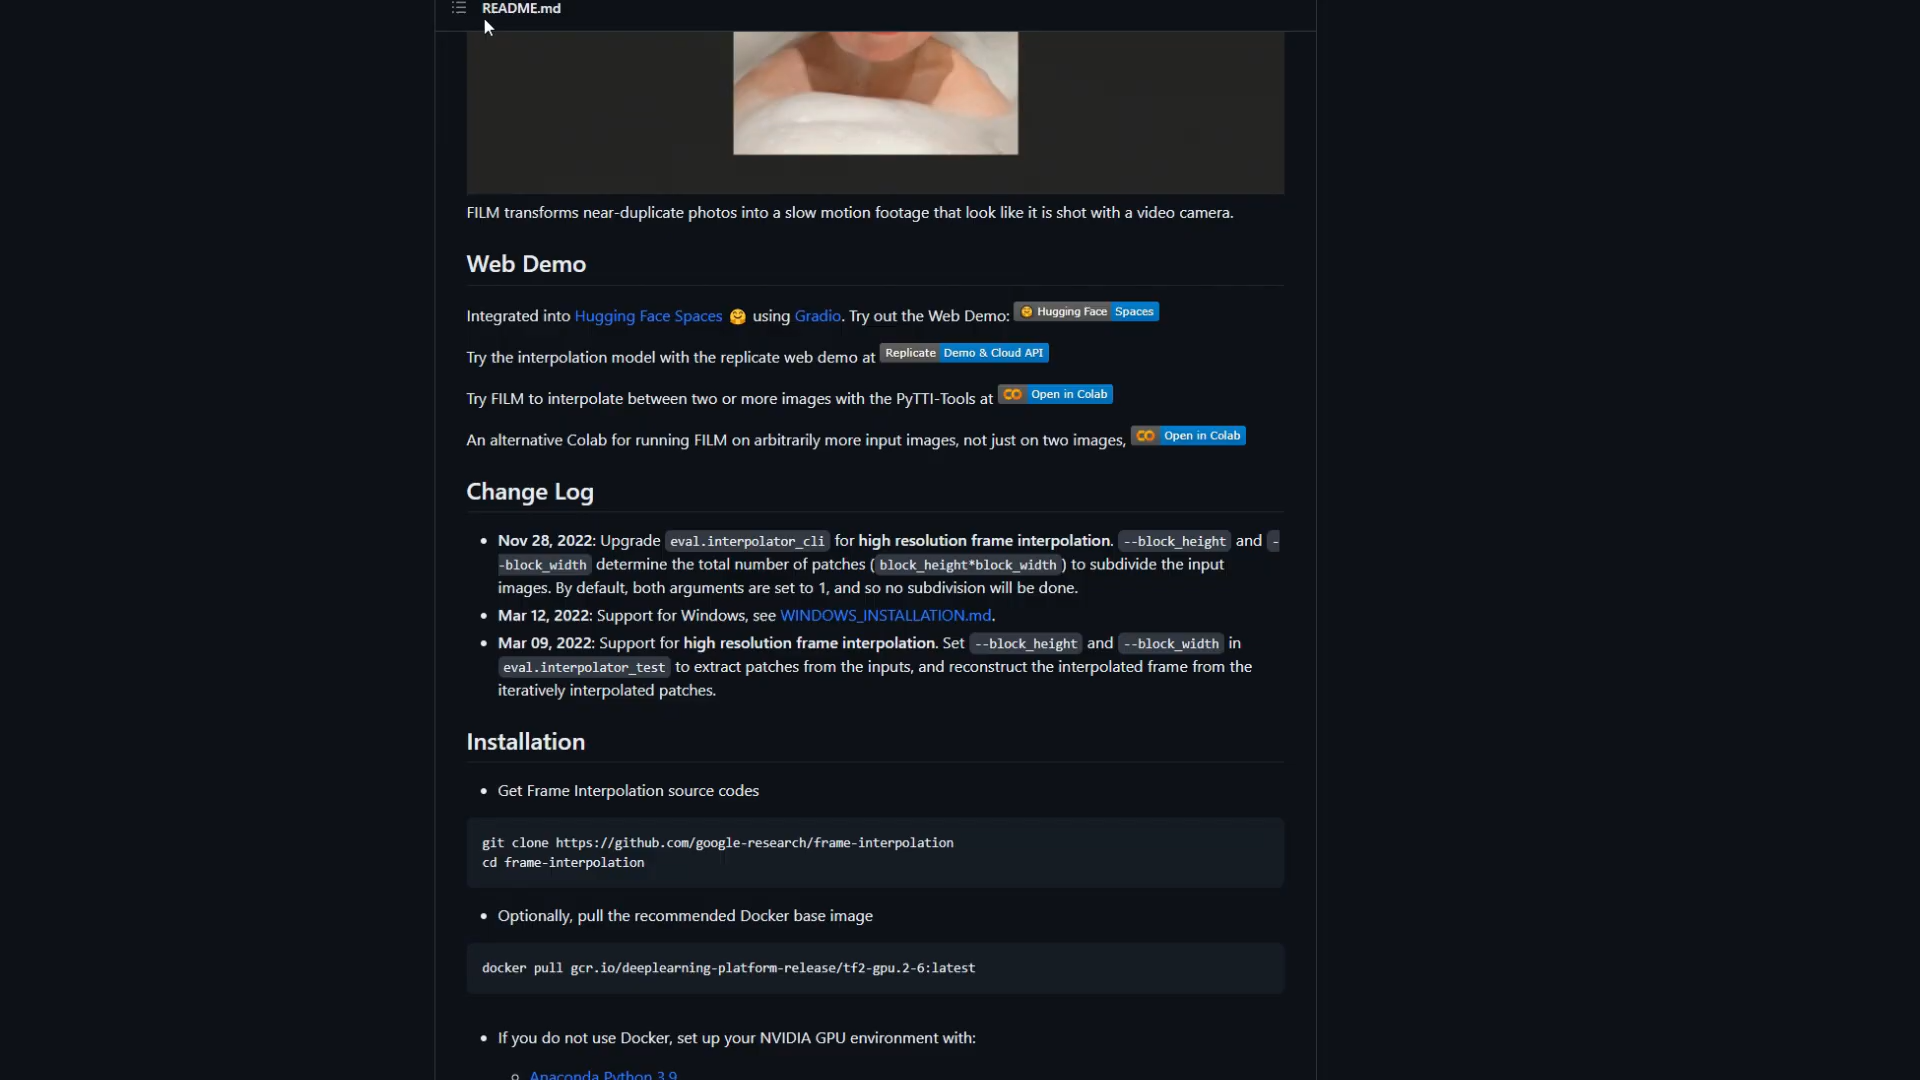 README.md
FILM transforms near-duplicate photos into a slow motion footage that look like it is shot with a video camera.
Web Demo
Integrated into Hugging Face Spaces 🤗 using Gradio. Try out the Web Demo: Hugging Face Spaces
Try the interpolation model with the replicate web demo at Replicate Demo & Cloud API
Try FILM to interpolate between two or more images with the PyTTI-Tools at Open in Colab
An alternative Colab for running FILM on arbitrarily more input images, not just on two images, Open in Colab
Change Log
• Nov 28, 2022: Upgrade eval.interpolator_cli for high resolution frame interpolation. --block_height and -
-block_width determine the total number of patches (block_height*block_width) to subdivide the input
images. By default, both arguments are set to 1, and so no subdivision will be done.
• Mar 12, 2022: Support for Windows, see WINDOWS_INSTALLATION.md.
• Mar 09, 2022: Support for high resolution frame interpolation. Set --block_height and --block_width in
eval.interpolator_test to extract patches from the inputs, and reconstruct the interpolated frame from the
iteratively interpolated patches.
Installation
• Get Frame Interpolation source codes
git clone https://github.com/google-research/frame-interpolation
cd frame-interpolation
• Optionally, pull the recommended Docker base image
docker pull gcr.io/deeplearning-platform-release/tf2-gpu.2-6:latest
• If you do not use Docker, set up your NVIDIA GPU environment with:
Anaconda Python 3.9